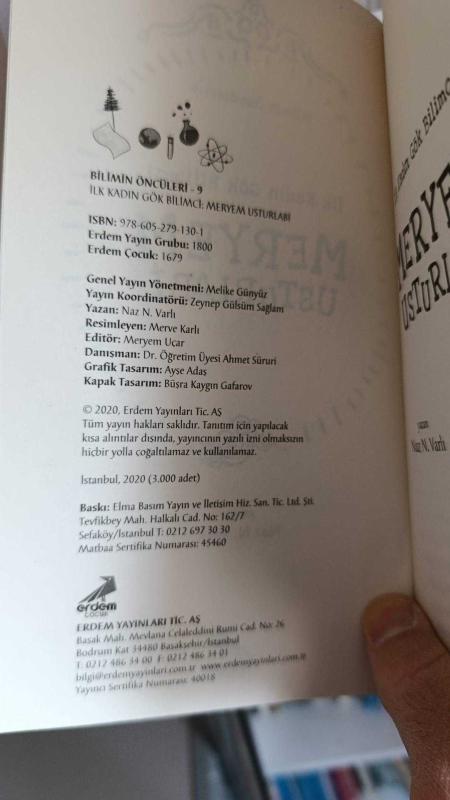 BİLİMİN ÖNCÜLERİ - 9
İLK KADIN GÖK BİLİMCİ: MERYEM USTURLABİ
ISBN: 978-605-279-130-1
Erdem Yayın Grubu: 1800
Erdem Çocuk: 1679
Genel Yayın Yönetmeni: Melike Günyüz
Yayın Koordinatörü: Zeynep Gülsüm Sağlam
Yazan: Naz N. Varlı
Resimleyen: Merve Karlı
Editör: Meryem Uçar
Danışman: Dr. Öğretim Üyesi Ahmet Sururi
Grafik Tasarım: Ayşe Adaş
Kapak Tasarım: Büşra Kaygın Gafarov
© 2020, Erdem Yayınları Tic. AŞ
Tüm yayın hakları saklıdır. Tanıtım için yapılacak
kısa alıntılar dışında, yayıncının yazılı izni olmaksızın
hiçbir yolla çoğaltılamaz ve kullanılamaz.
İstanbul, 2020 (3.000 adet)
Baskı: Elma Basım Yayın ve İletişim Hiz. San. Tic. Ltd. Şti.
Tevfikbey Mah. Halkalı Cad. No: 162/7
Sefaköy/İstanbul T: 0212 697 30 30
Matbaa Sertifika Numarası: 45460
erdem
ÇOCUK
ERDEM YAYINLARI TİC. AŞ
Başak Mah. Mevlana Celaleddini Rumi Cad. No: 26
Bodrum Kat 34480 Başakşehir/İstanbul
T: 0212 486 34 00 F: 0212 486 34 01
bilgi@erdemyayinlari.com.tr www.erdemyayinlari.com.tr
Yayıncı Sertifika Numarası: 40018
Kadın Gök Bilimc
MERYE
USTURL
yazan
Naz N. Varlı